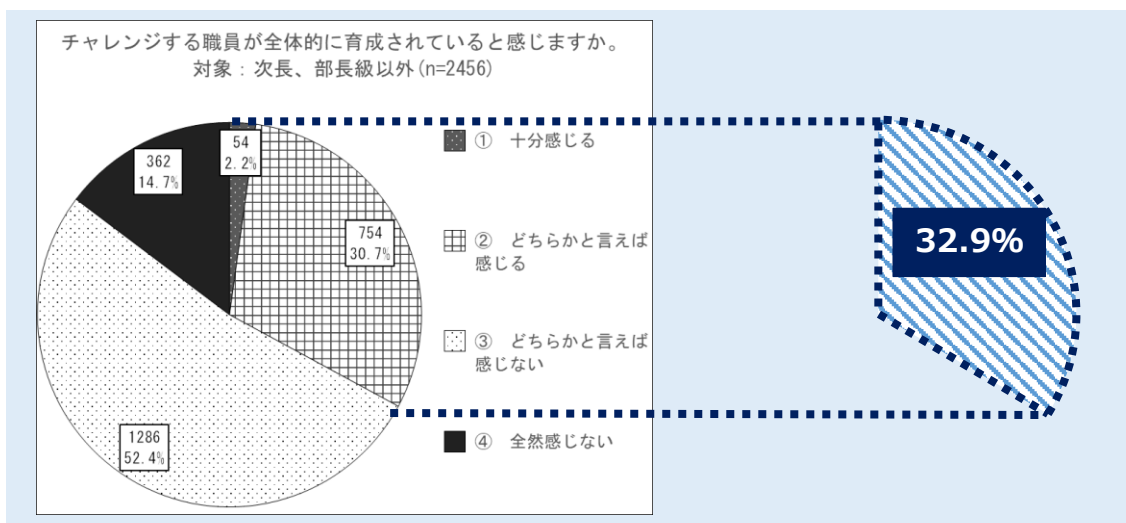 チャレンジする職員が全体的に育成されていると感じますか。
対象：次長、部長級以外(n=2456)
54
2.2%
362
14.7%
754
30.7%
1286
52.4%
① 十分感じる
② どちらかと言えば
感じる
③ どちらかと言えば
感じない
④ 全然感じない
32.9%